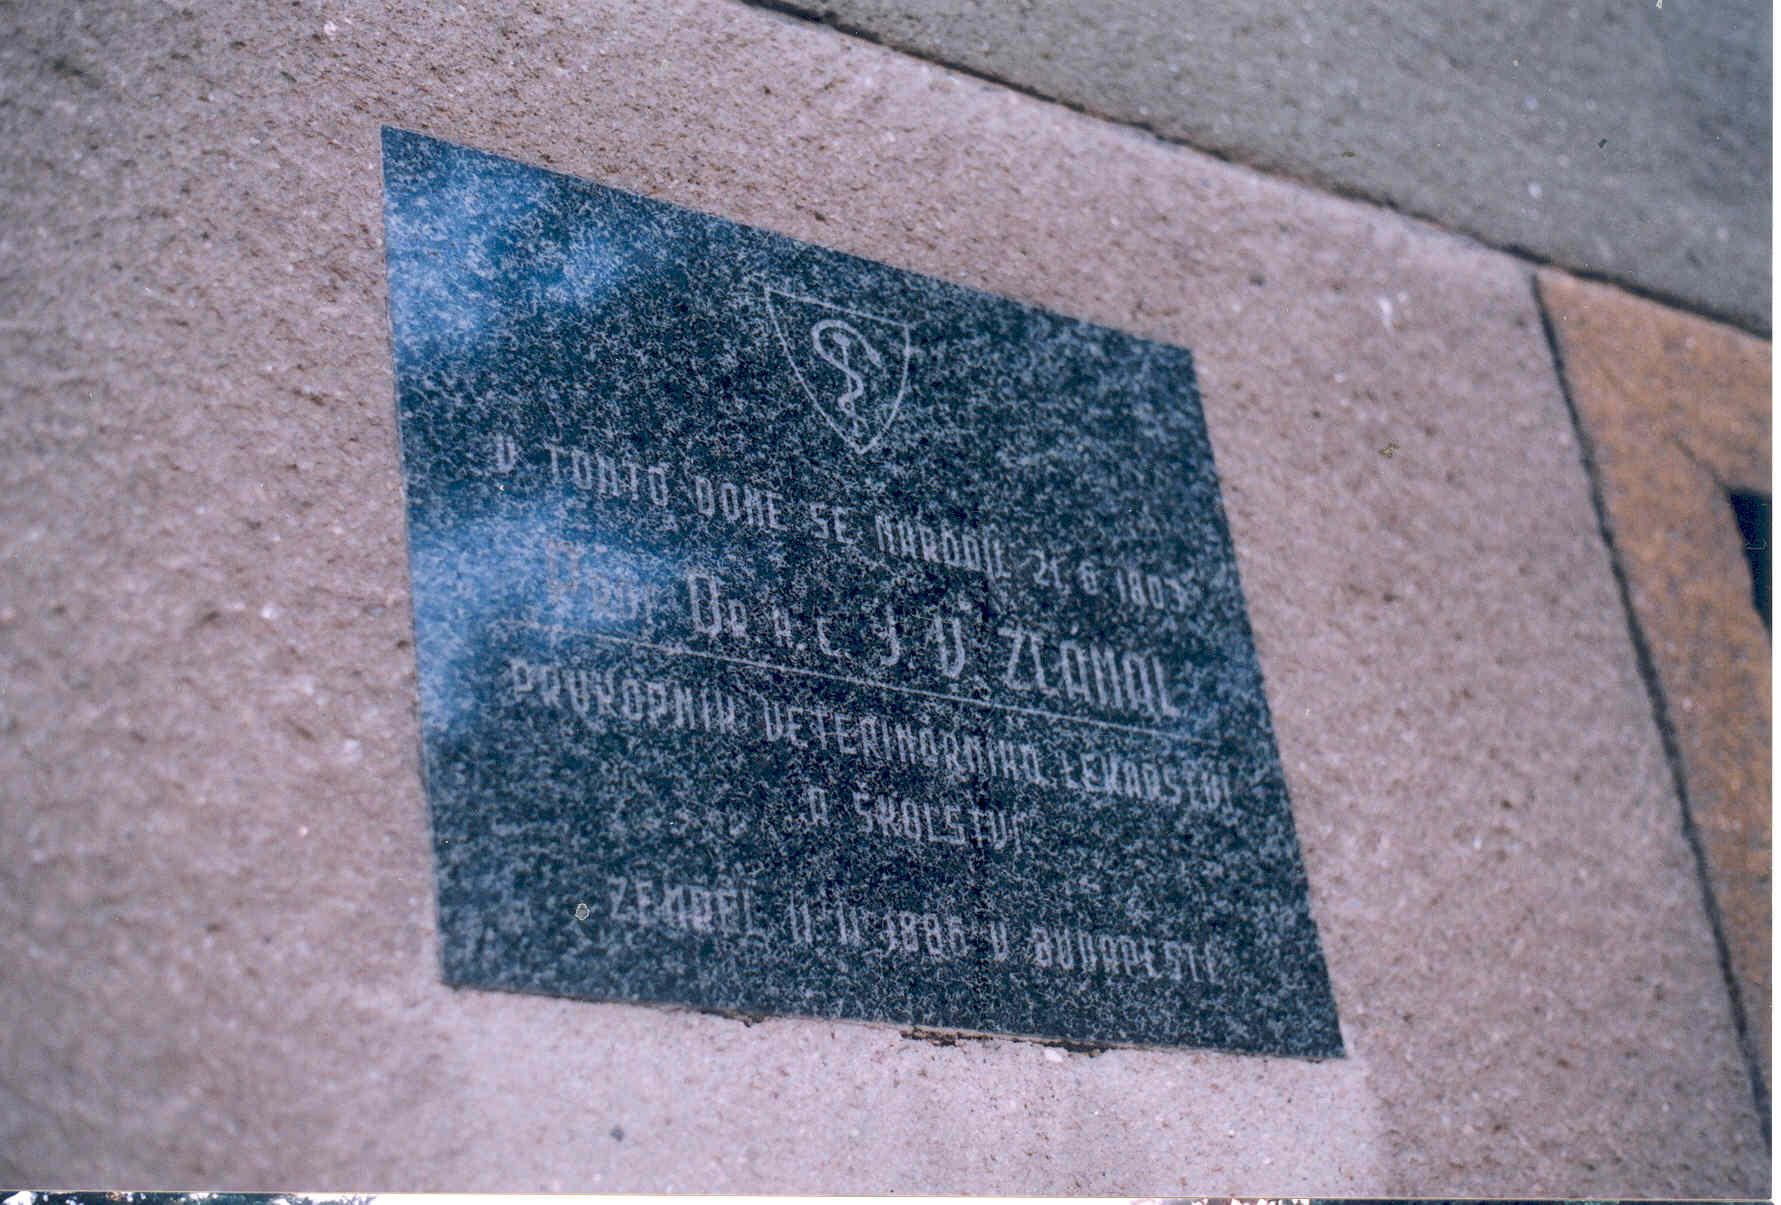 V TOMTO DOMĚ SE NARODIL 21. 6. 1803
PROF. DR. H. C. J. V. ZLÁMAL
PRŮKOPNÍK VETERINÁRNÍHO LÉKAŘSTVÍ
A ŠKOLSTVÍ
ZEMŘEL 11. 11. 1886 V BUDAPEŠTI